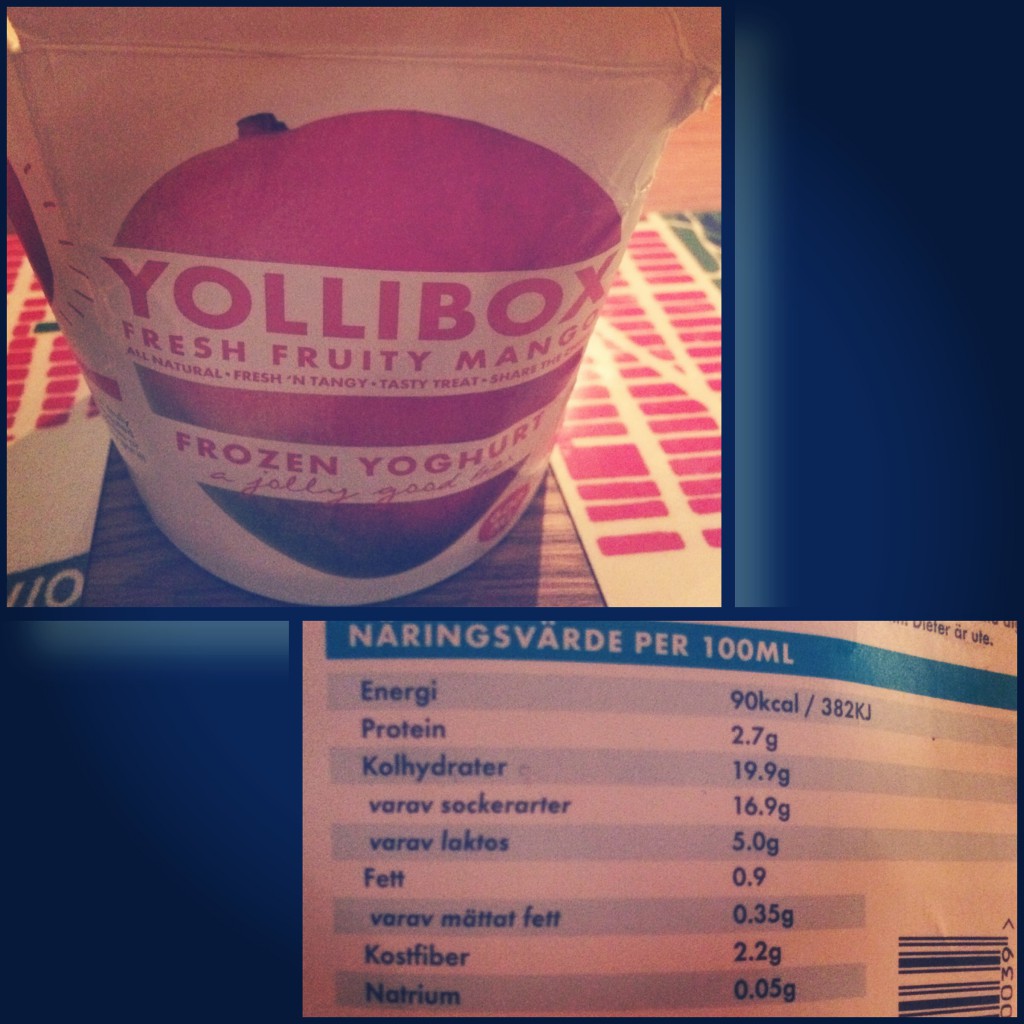 YOLLIBOX
FRESH FRUITY MANGO
ALL NATURAL • FRESH 'N TANGY • TASTY TREAT • SHARE THE
FROZEN YOGHURT
a jolly good box
NÄRINGSVÄRDE PER 100ML
Dieter är ute.
Energi 90kcal / 382KJ
Protein 2.7g
Kolhydrater 19.9g
varav sockerarter 16.9g
varav laktos 5.0g
Fett 0.9
varav mättat fett 0.35g
Kostfiber 2.2g
Natrium 0.05g
0039 >